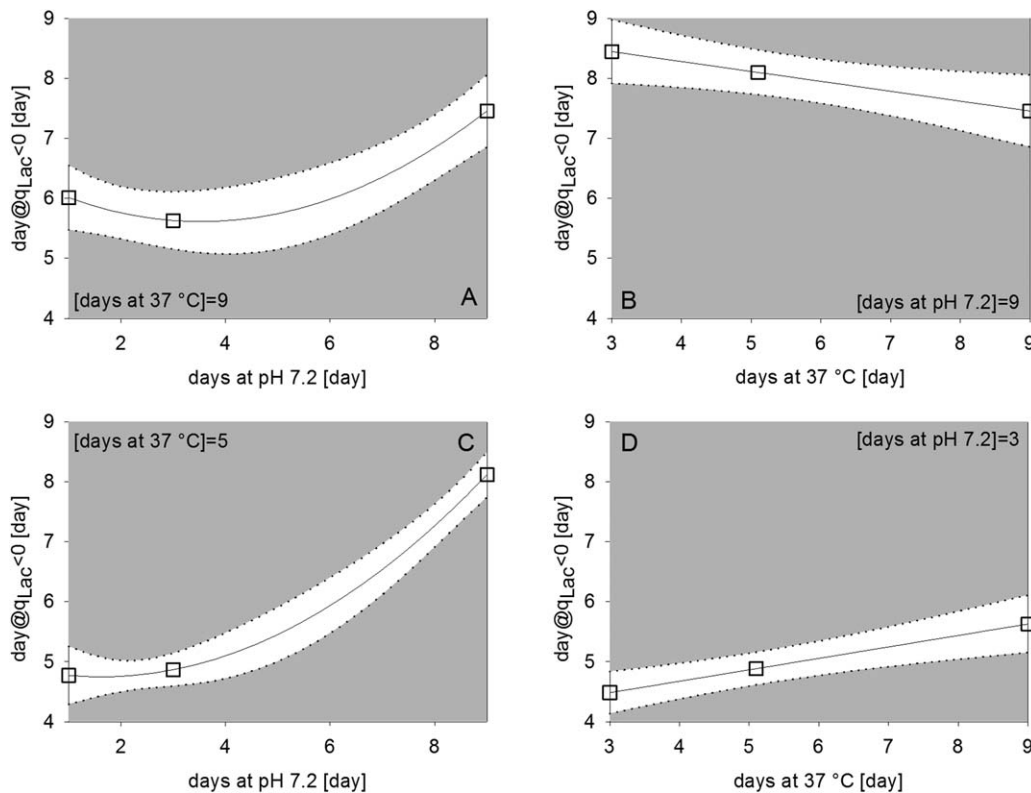 9
8
7
6
5
4
day@qLac<0 [day]
[days at 37 °C]=9
A
2
4
6
8
days at pH 7.2 [day]
9
8
7
6
5
4
day@qLac<0 [day]
B
[days at pH 7.2]=9
3
4
5
6
7
8
9
days at 37 °C [day]
9
8
7
6
5
4
day@qLac<0 [day]
[days at 37 °C]=5
C
2
4
6
8
days at pH 7.2 [day]
9
8
7
6
5
4
day@qLac<0 [day]
D
[days at pH 7.2]=3
3
4
5
6
7
8
9
days at 37 °C [day]